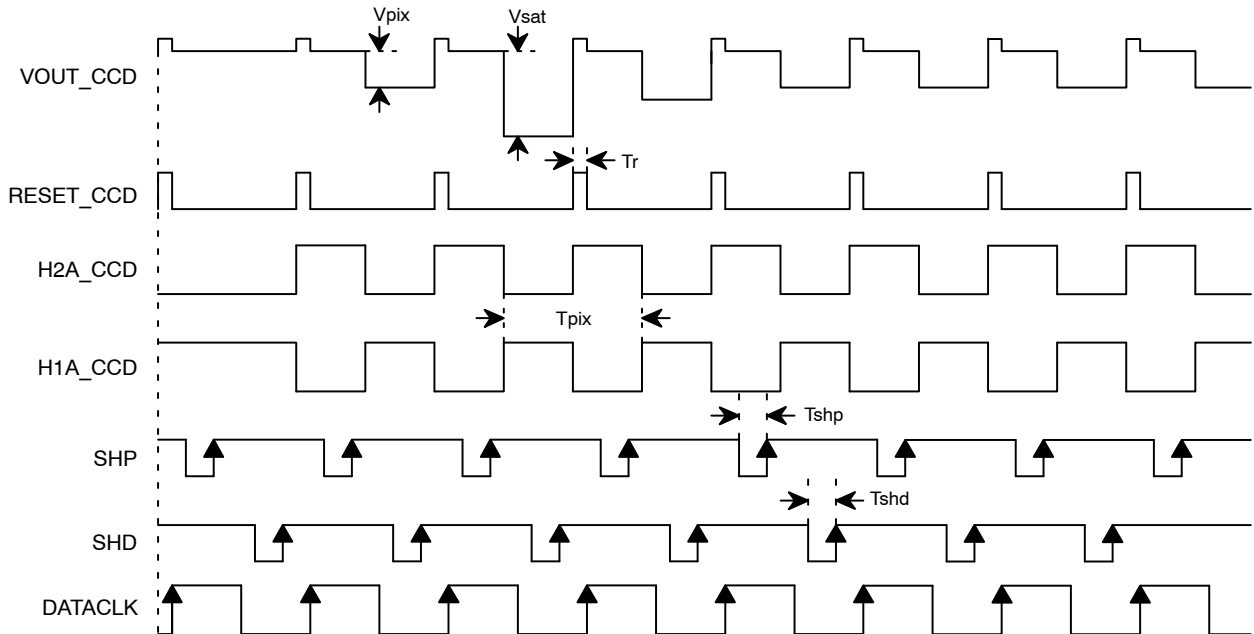 Vpix
Vsat
VOUT_CCD
Tr
RESET_CCD
H2A_CCD
Tpix
H1A_CCD
Tshp
SHP
Tshd
SHD
DATACLK